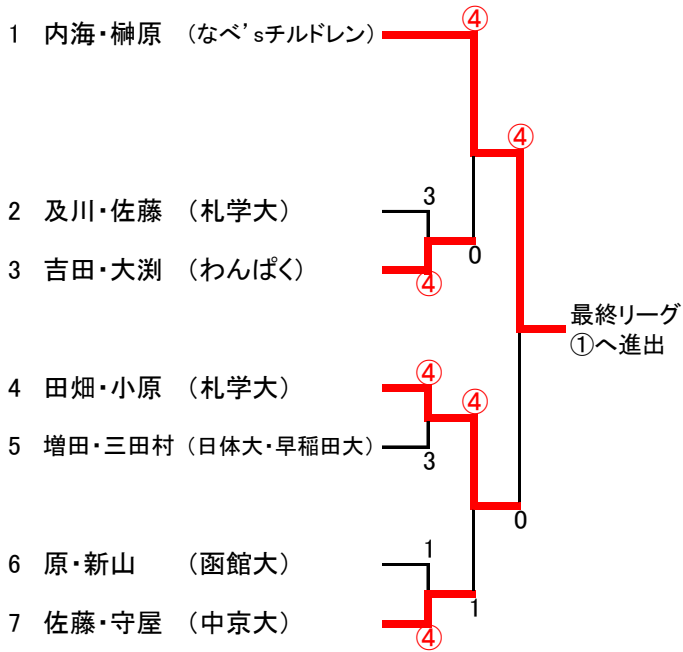 ④
1 内海・榊原 (なべ’sチルドレン)
④
3
2 及川・佐藤 (札学大)
0
3 吉田・大渕 (わんぱく)
④
最終リーグ
①へ進出
④
4 田畑・小原 (札学大)
④
5 増田・三田村 (日体大・早稲田大)
3
0
1
6 原・新山 (函館大)
1
7 佐藤・守屋 (中京大)
④